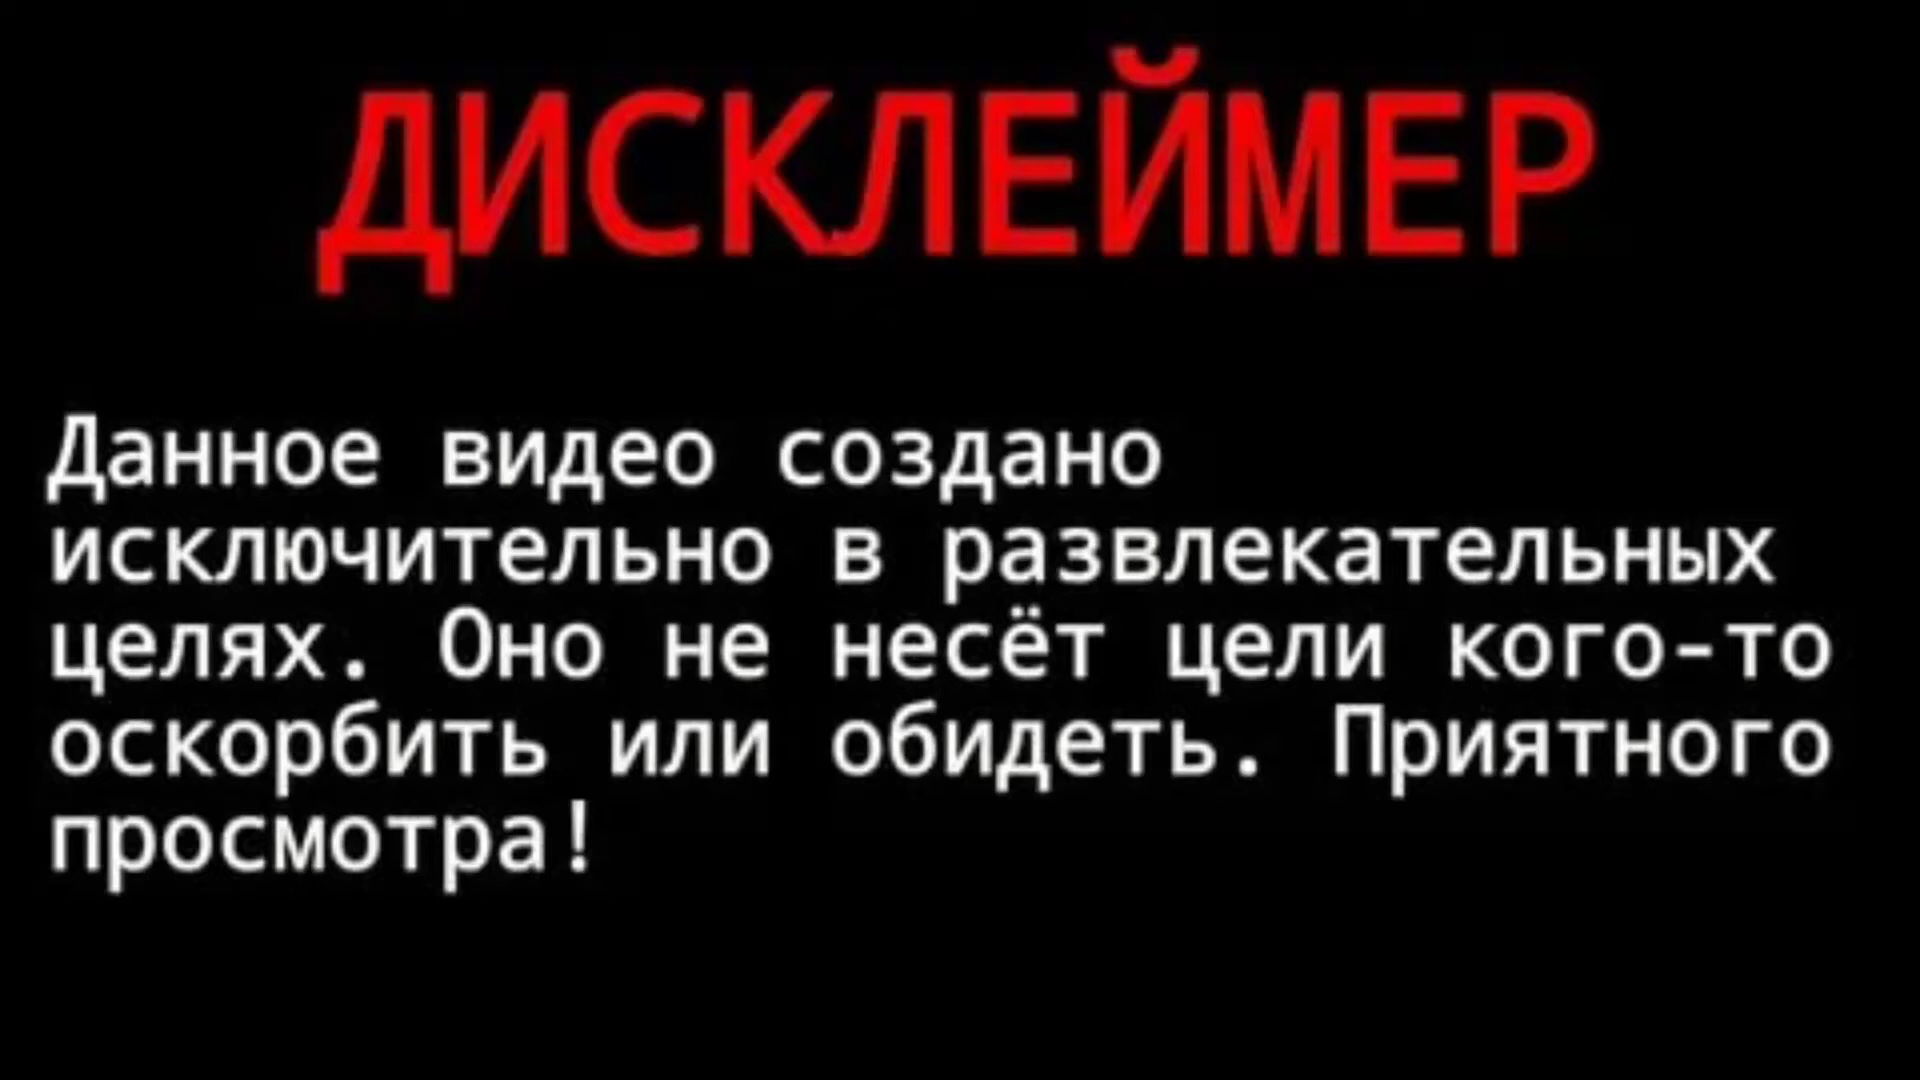 ДИСКЛЕЙМЕР
Данное видео создано
исключительно в развлекательных
целях. Оно не несёт цели кого-то
оскорбить или обидеть. Приятного
просмотра!